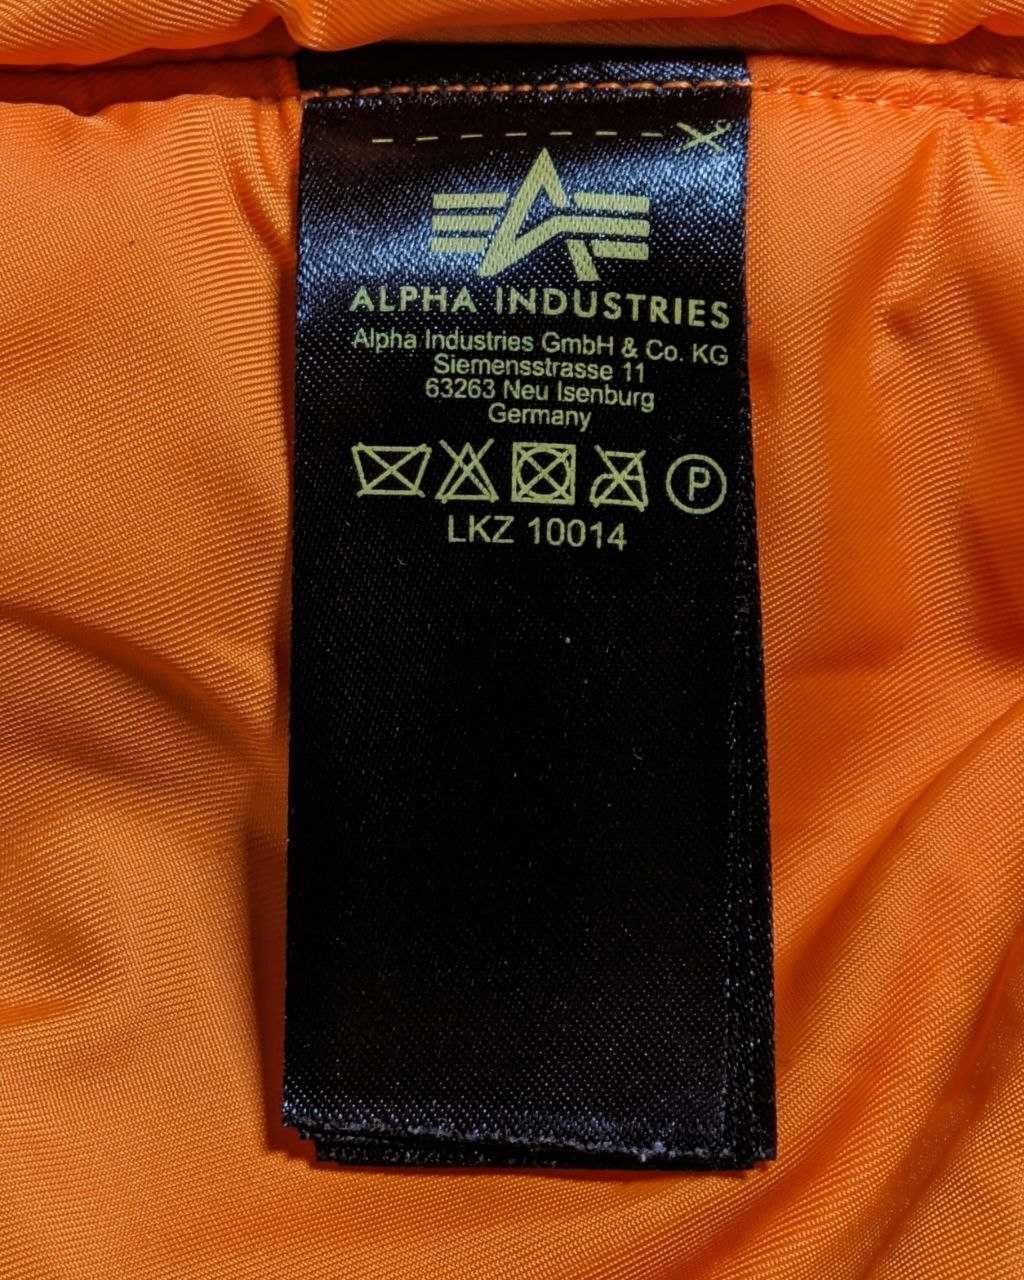 ALPHA INDUSTRIES
Alpha Industries GmbH & Co. KG
Siemensstrasse 11
63263 Neu Isenburg
Germany
P
LKZ 10014